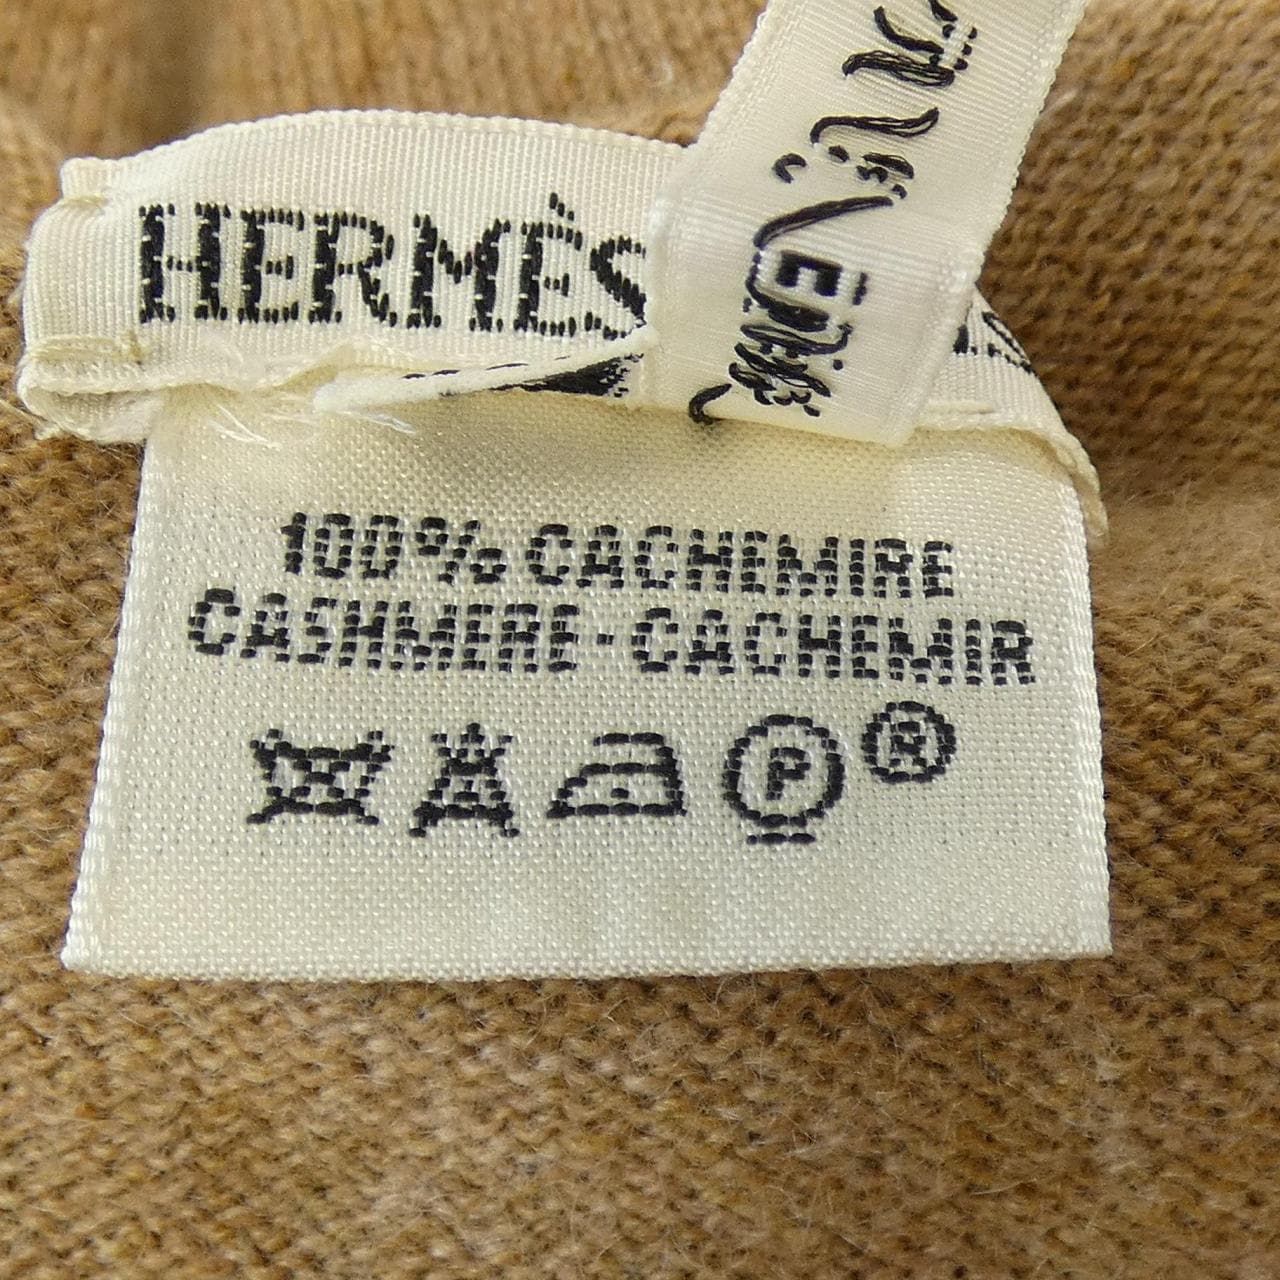 HERMÈS
100% CACHEMIRE
CASHMERE-CACHEMIR
P ®